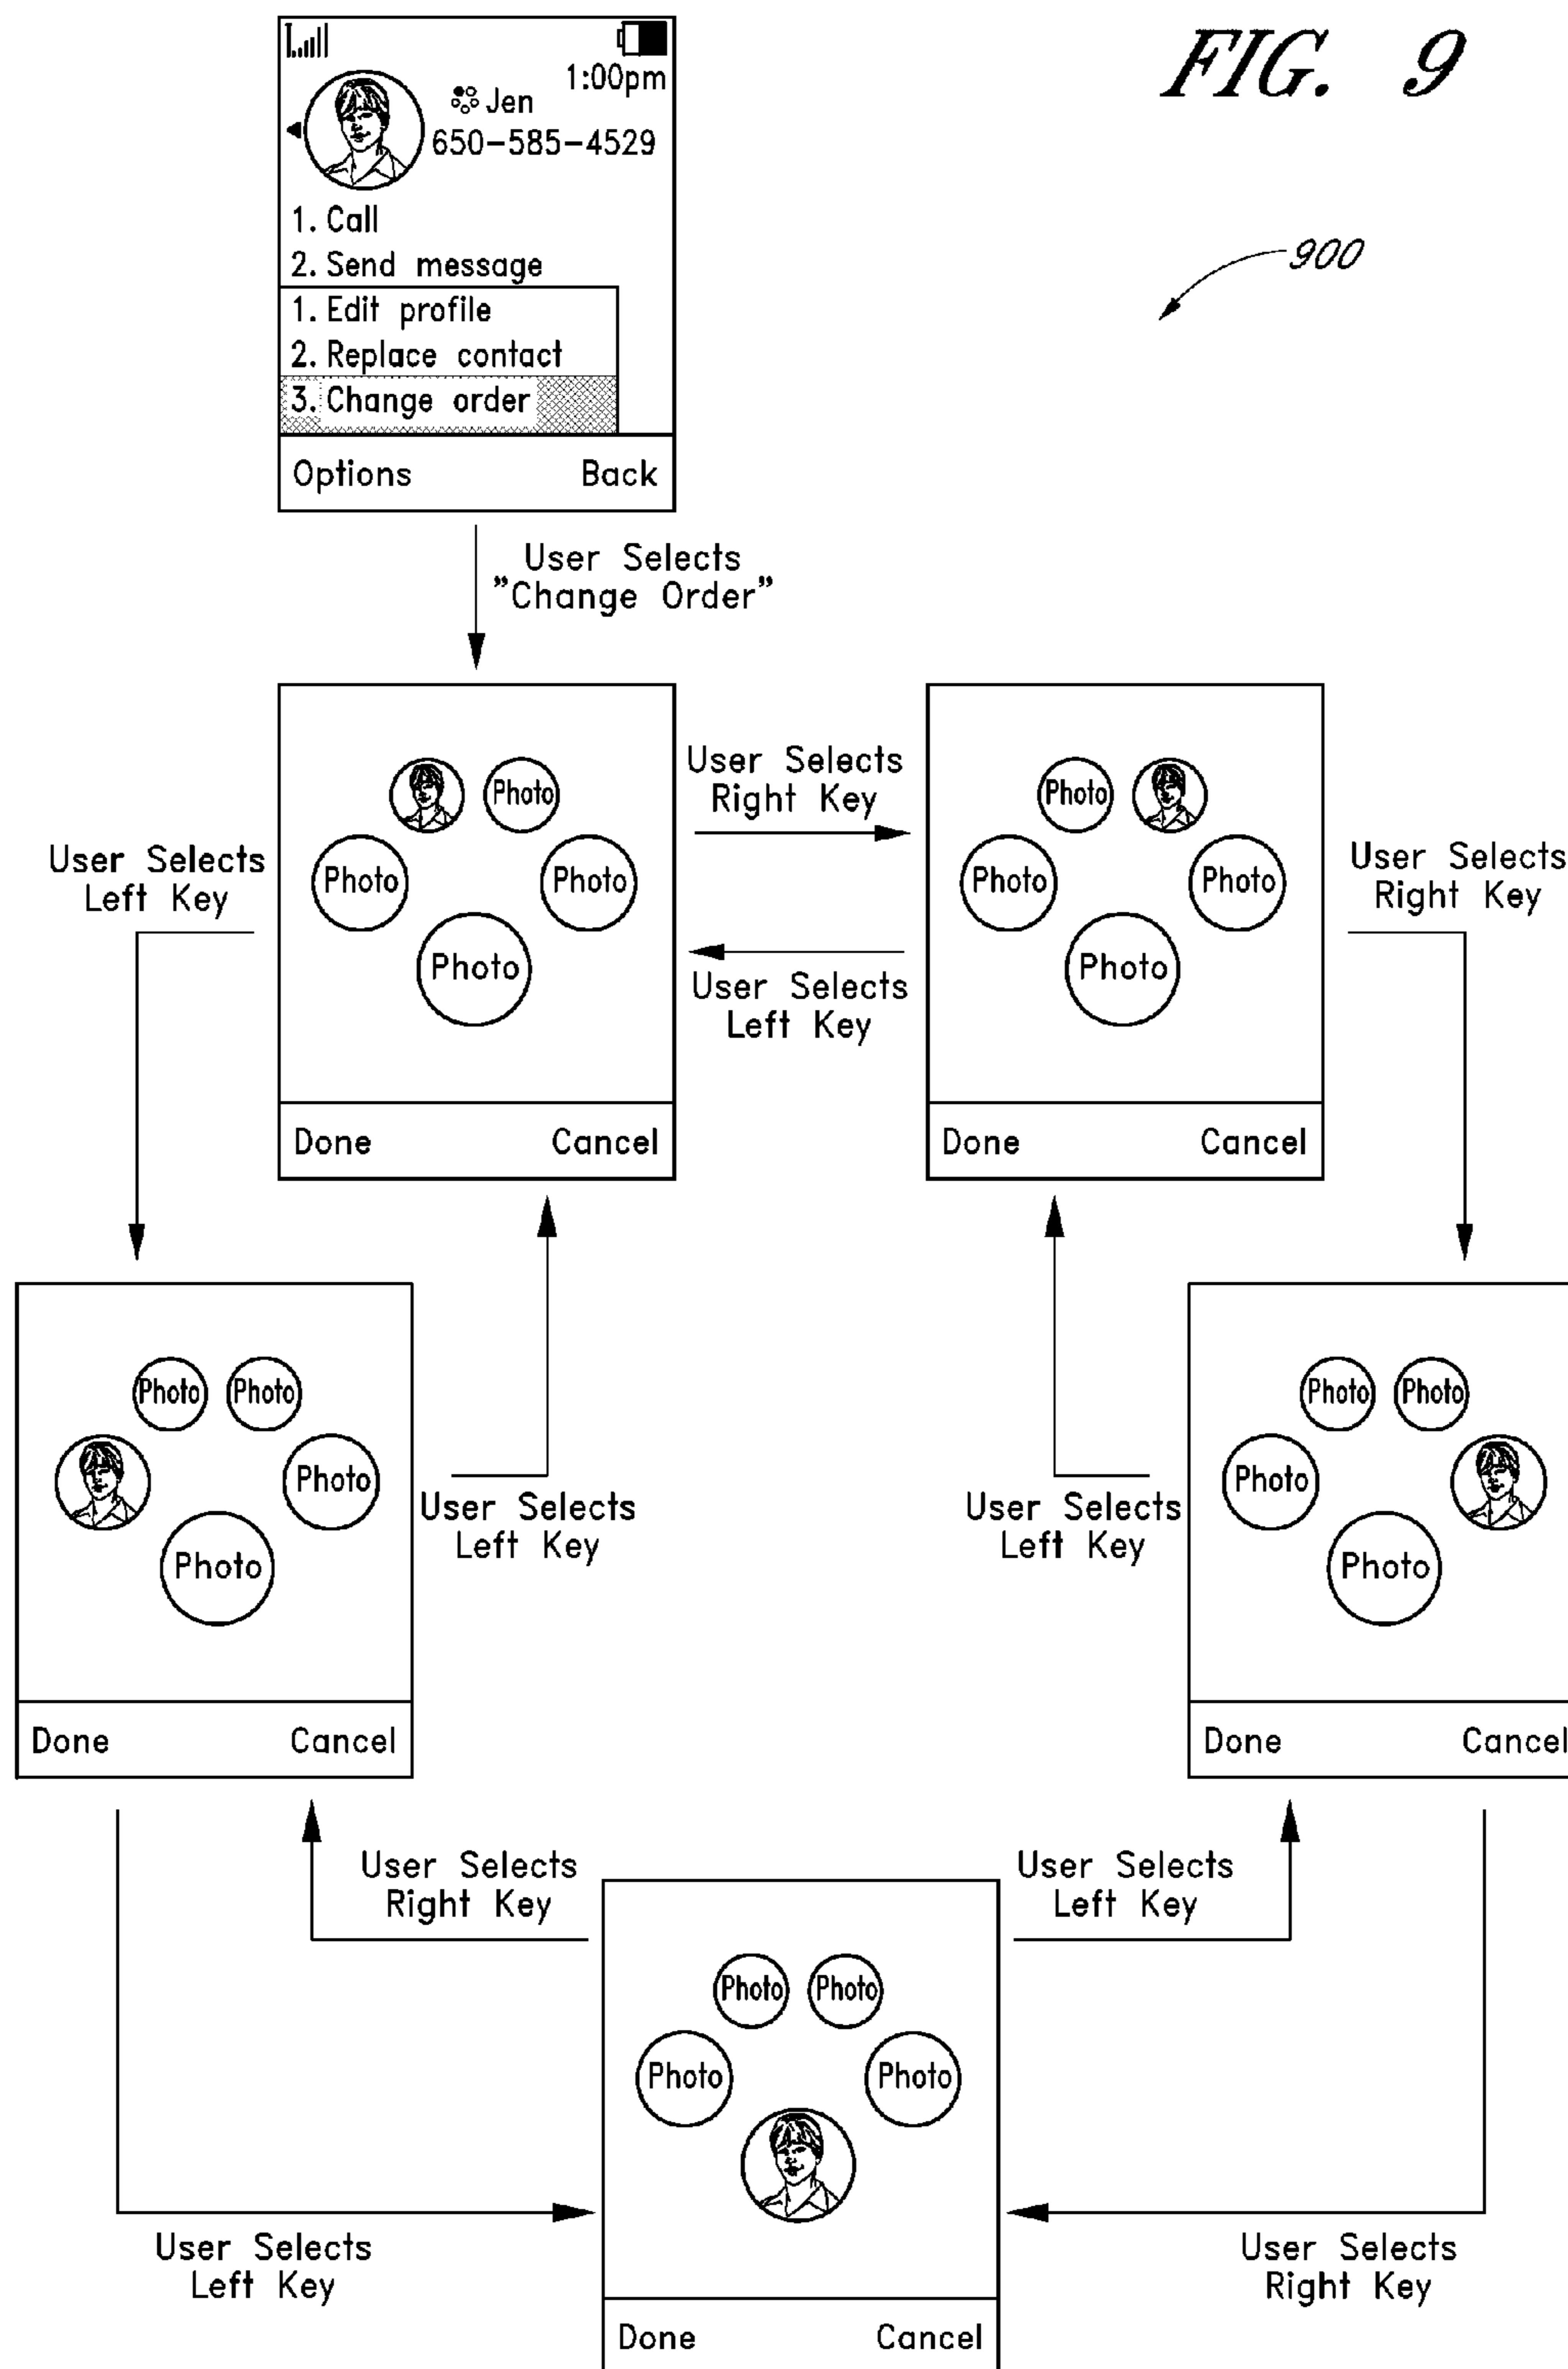 FIG. 9
1:00pm
Jen
650-585-4529
1. Call
2. Send message
1. Edit profile
2. Replace contact
3. Change order
Options Back
900
User Selects
"Change Order"
Photo
Photo Photo
Photo
Done Cancel
User Selects
Right Key
User Selects
Left Key
Photo
Photo Photo
Photo
Done Cancel
User Selects
Left Key
User Selects
Right Key
Photo Photo
Photo
Photo
Done Cancel
User Selects
Left Key
User Selects
Left Key
Photo Photo
Photo
Photo
Done Cancel
User Selects
Right Key
User Selects
Left Key
Photo Photo
Photo Photo
Done Cancel
User Selects
Left Key
User Selects
Right Key